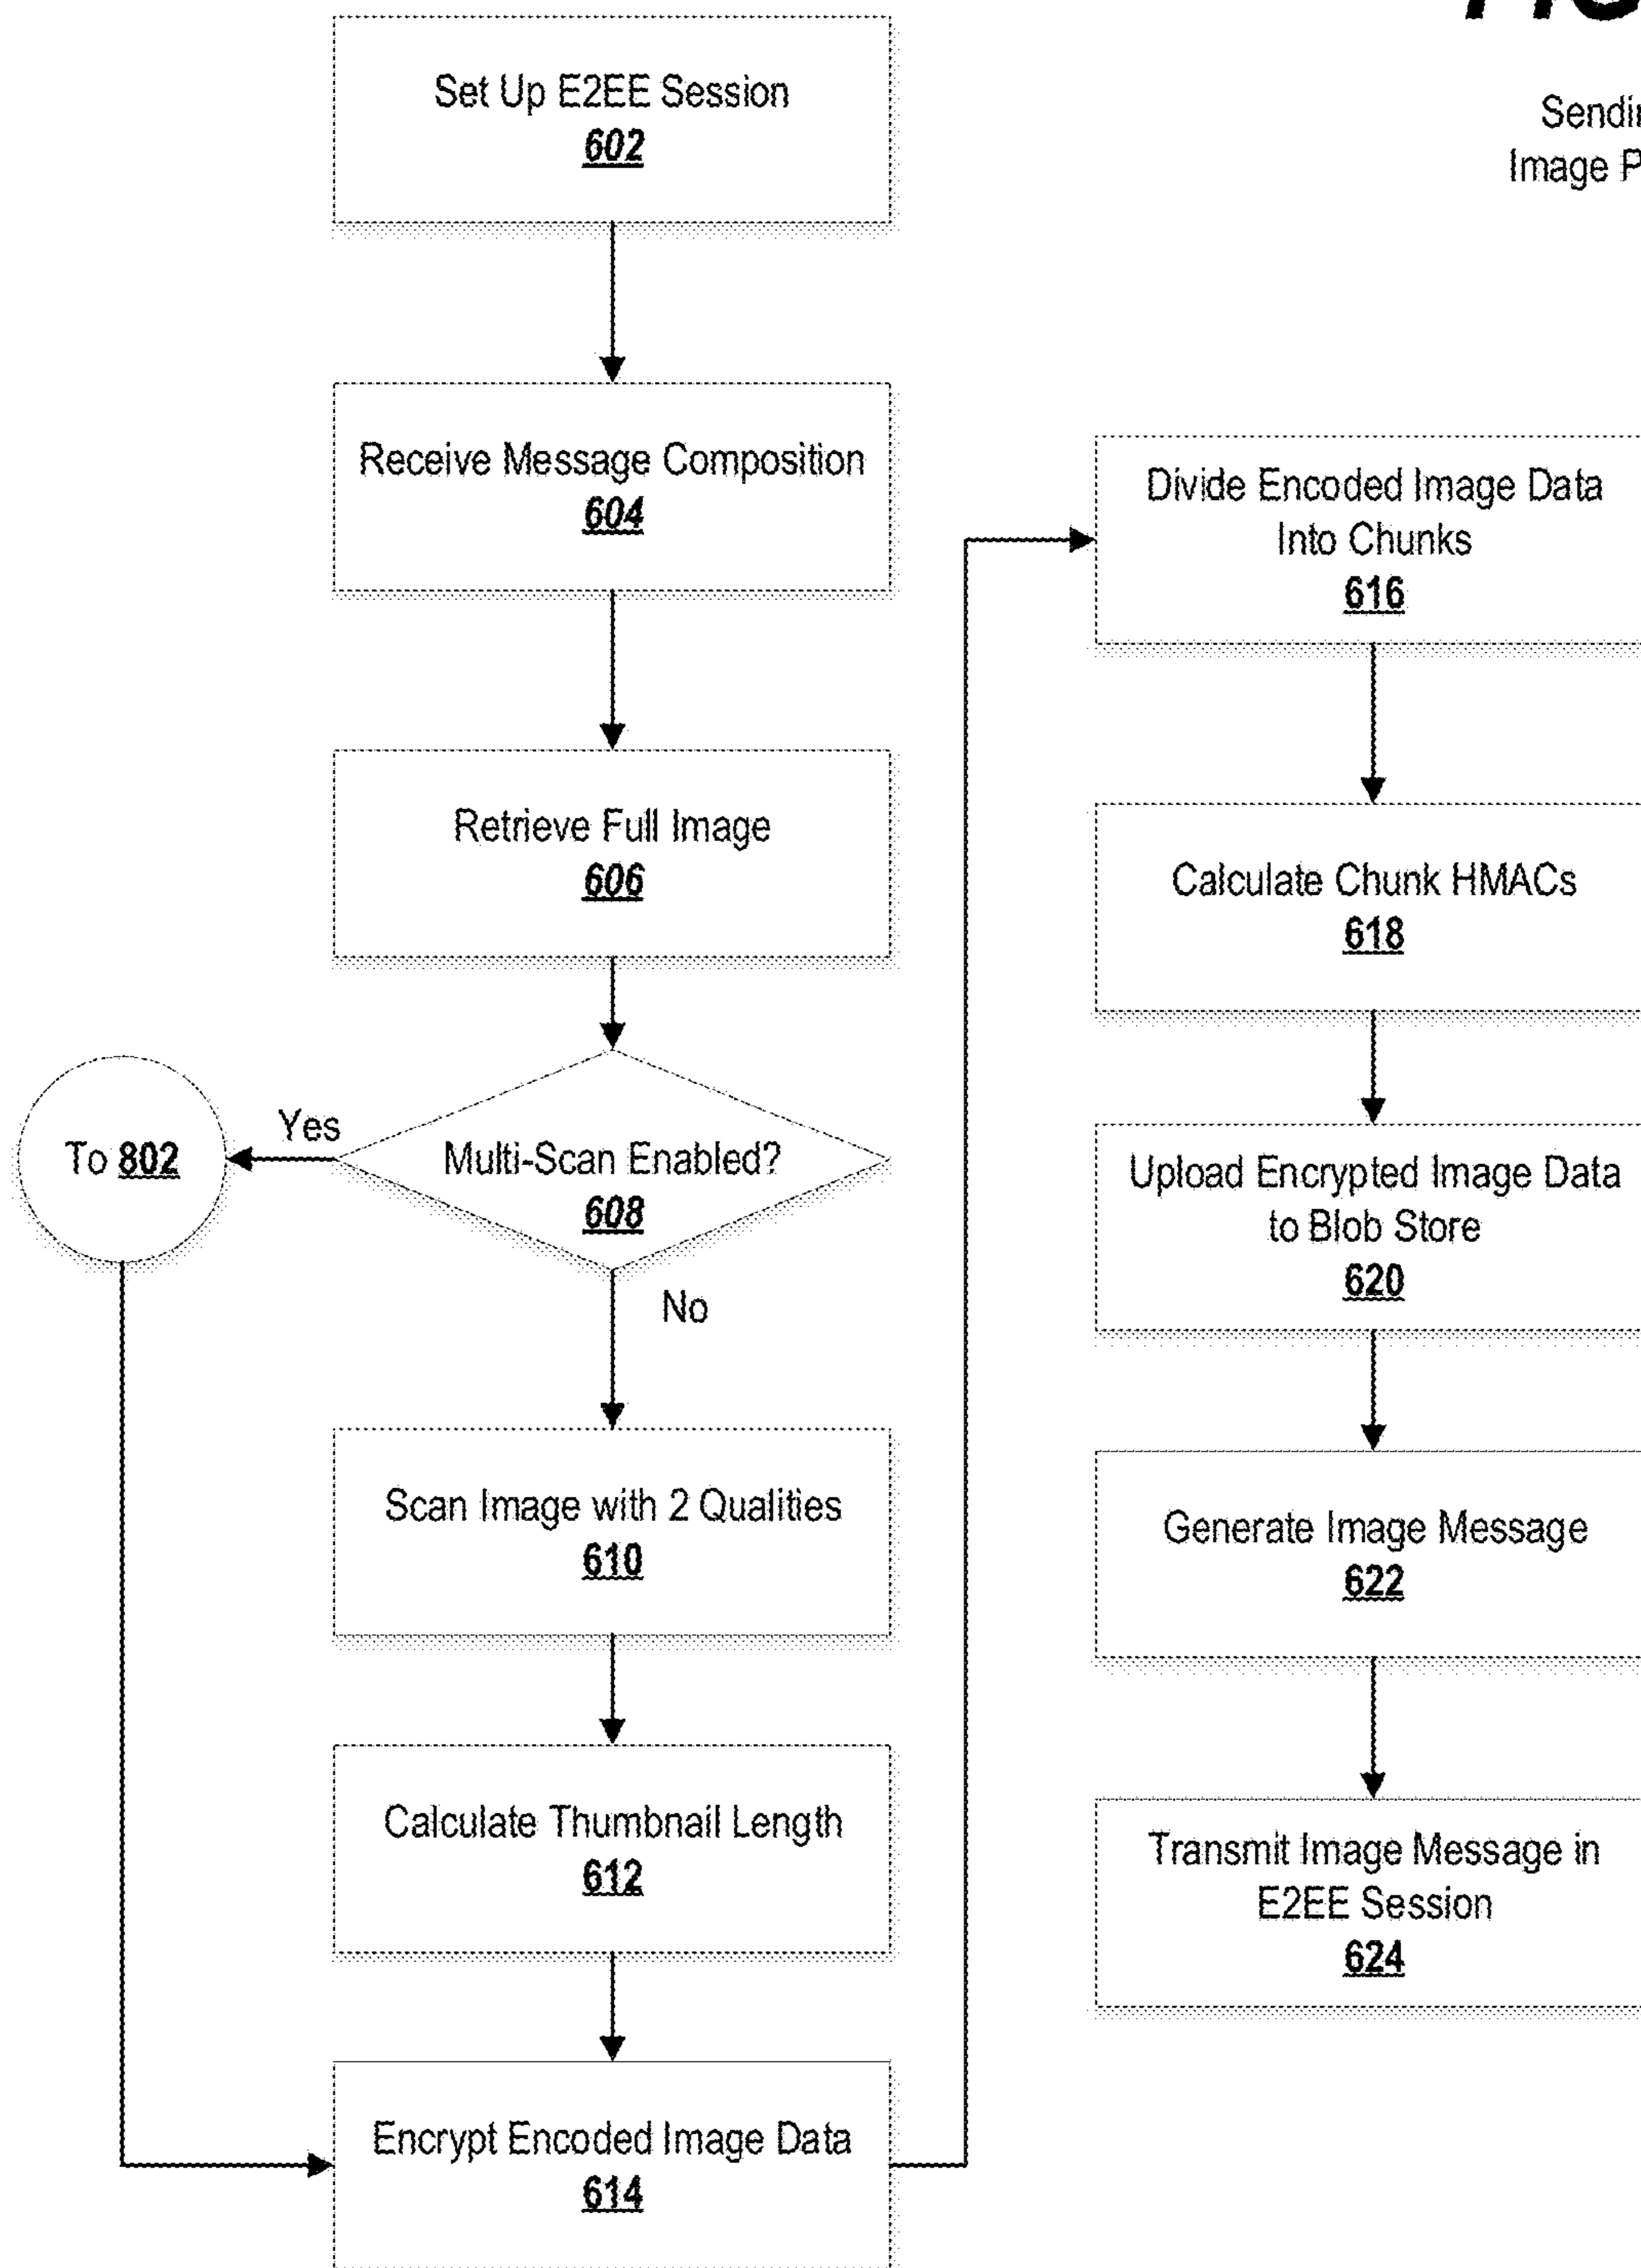 Set Up E2EE Session
602
Receive Message Composition
604
Retrieve Full Image
606
Multi-Scan Enabled?
608
Yes
To 802
No
Scan Image with 2 Qualities
610
Calculate Thumbnail Length
612
Encrypt Encoded Image Data
614
Image
Divide Encoded Image Data
Into Chunks
616
Calculate Chunk HMACs
618
Upload Encrypted Image Data
to Blob Store
620
Generate Image Message
622
Transmit Image Message in
E2EE Session
624